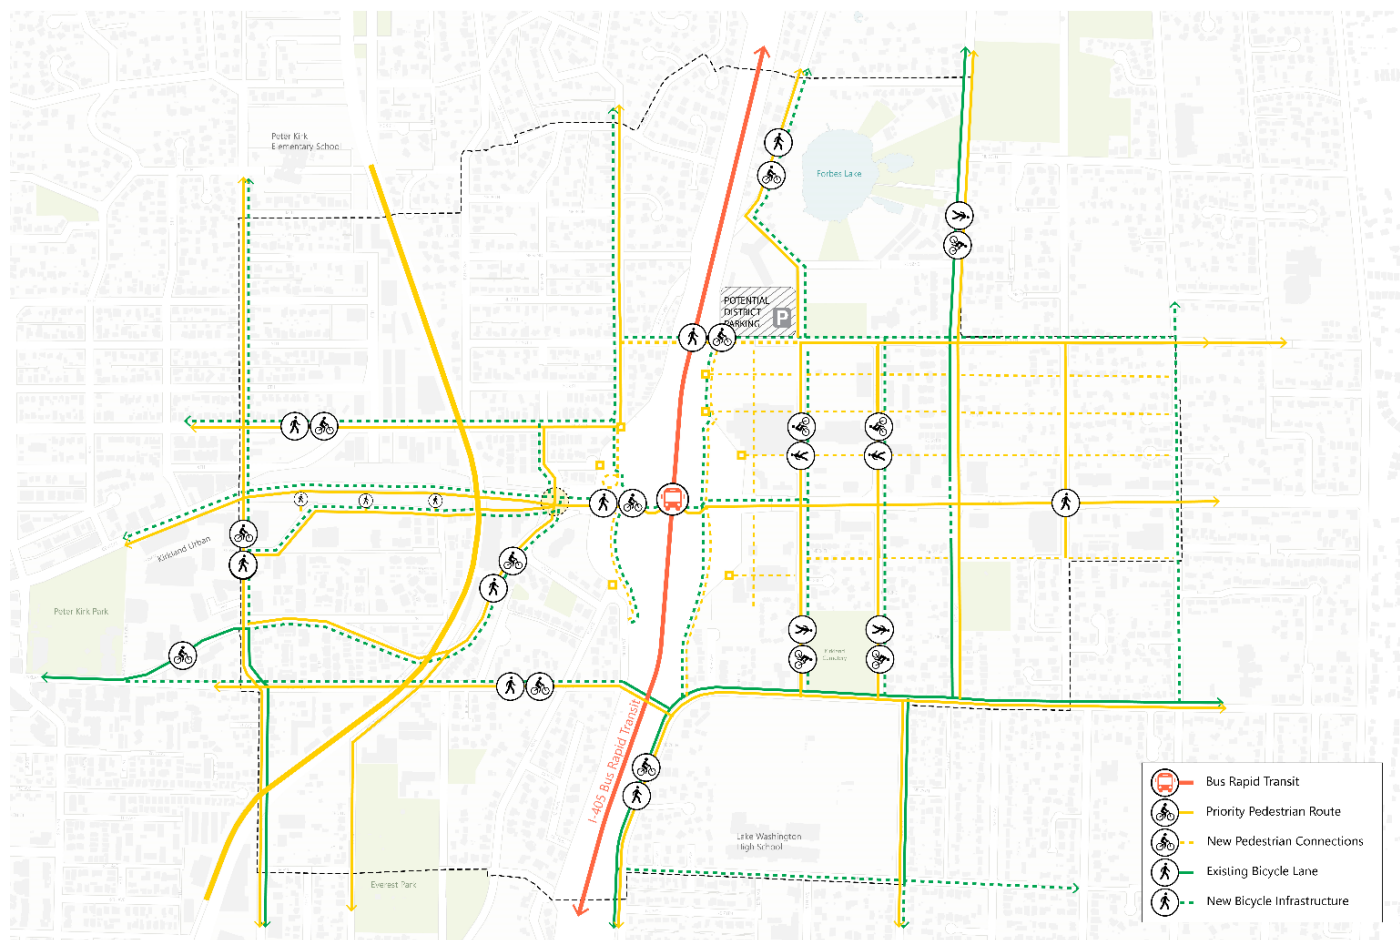 Peter Kirk
Elementary School
Forbes Lake
POTENTIAL
DISTRICT
PARKING
P
Kirkland Urban
Peter Kirk Park
Cemetery
I-405 Bus Rapid Transit
Lake Washington
High School
Everest Park
Bus Rapid Transit
Priority Pedestrian Route
New Pedestrian Connections
Existing Bicycle Lane
New Bicycle Infrastructure